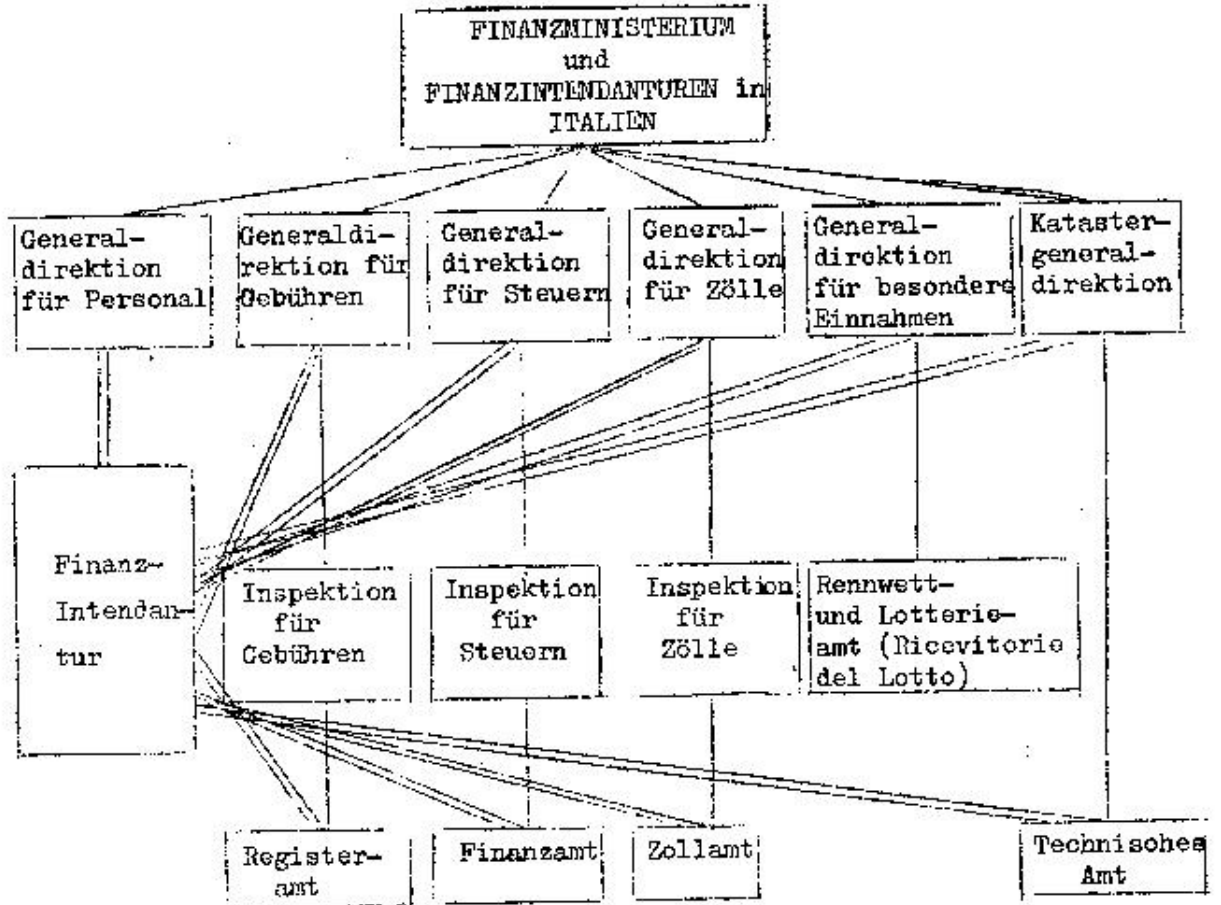 FINANZMINISTERIUM
und
FINANZINTENDANTUREN in
ITALIEN
General-
direktion
für Personal
Generaldi-
rektion für
Gebühren
General-
direktion
für Steuern
General-
direktion
für Zölle
General-
direktion
für besondere
Einnahmen
Kataster-
general-
direktion
Finanz-
Intendan-
tur
Inspektion
für
Gebühren
Inspektion
für
Steuern
Inspektion
für
Zölle
Rennwett-
und Lotterie-
amt (Ricevitorie
del Lotto)
Register-
amt
Finanzamt
Zollamt
Technisches
Amt